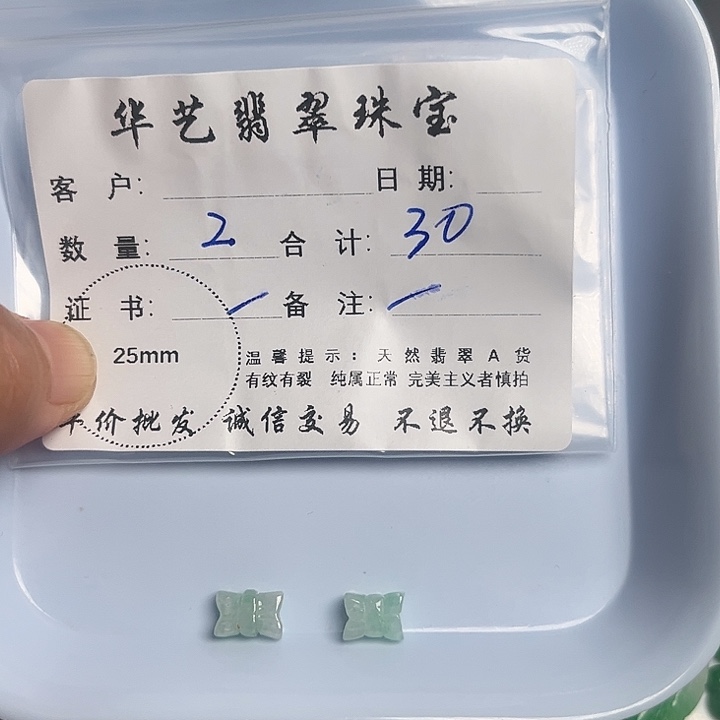 华艺翡翠珠宝
客 户: 日 期:
数 量: 2 合 计: 30
证 书: 备 注:
25mm
温馨提示:天然翡翠A货
有纹有裂 纯属正常 完美主义者慎拍
价批发 诚信交易 不退不换